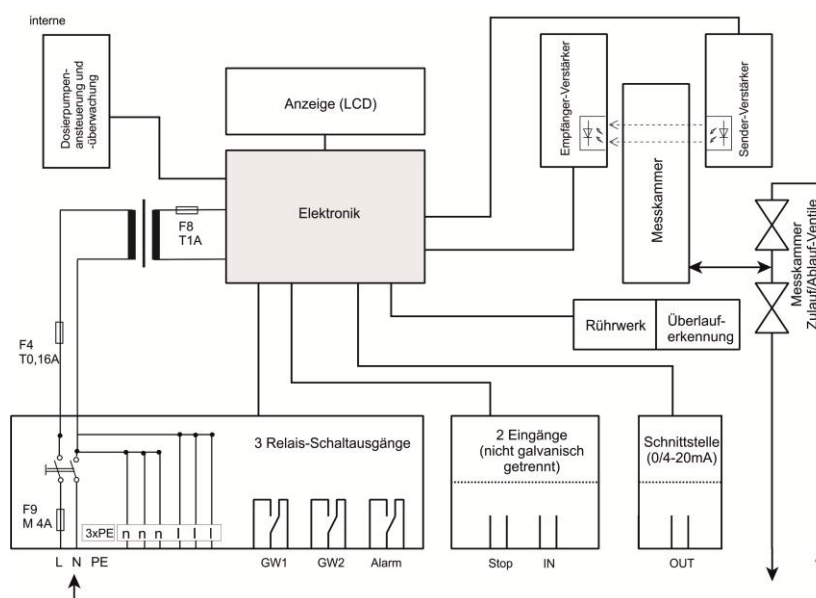 interne
Dosierpumpen-
ansteuerung und
-überwachung
Anzeige (LCD)
Elektronik
Empfänger-Verstärker
Messkammer
Sender-Verstärker
Messkammer
Zulauf/Ablauf-Ventile
F8
T1A
F4
T0,16A
Rührwerk
Überlauf-
erkennung
3 Relais-Schaltausgänge
2 Eingänge
(nicht galvanisch
getrennt)
Schnittstelle
(0/4-20mA)
F9
M 4A
3xPE n n n l l l
L N PE
GW1 GW2 Alarm
Stop IN
OUT